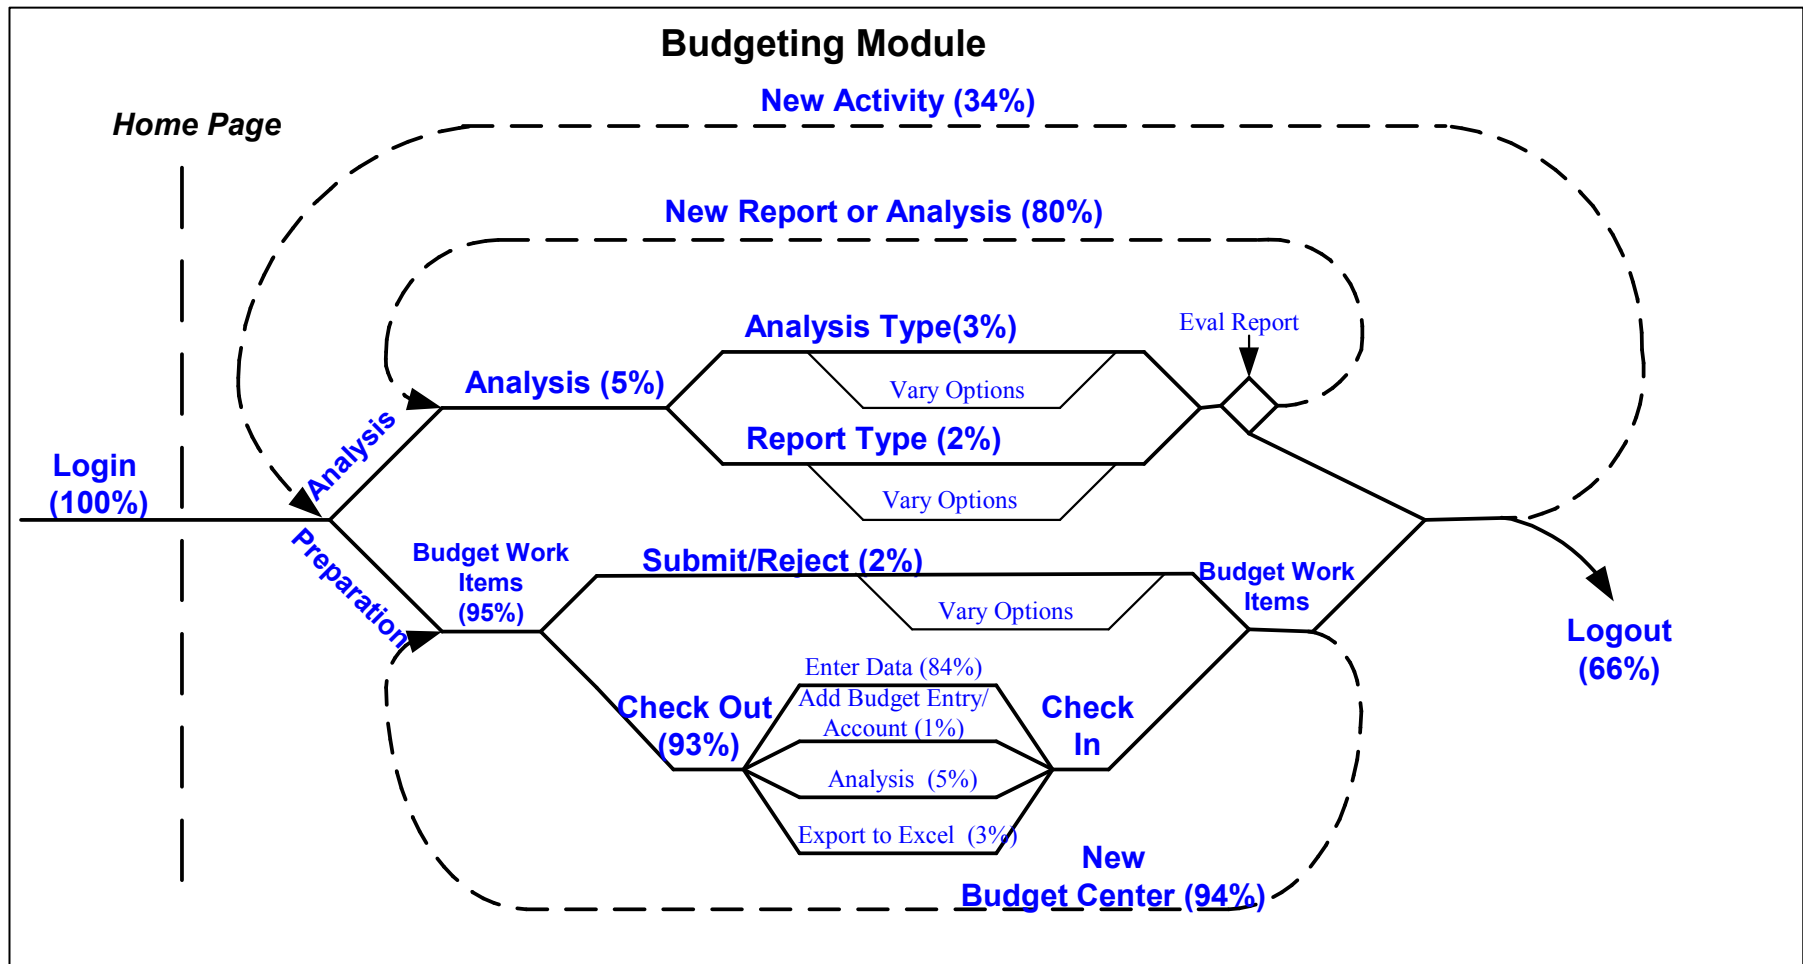 Budgeting Module
New Activity (34%)
Home Page
New Report or Analysis (80%)
Analysis Type(3%)
Eval Report
Analysis (5%)
Vary Options
Analysis
Report Type (2%)
Login
(100%)
Vary Options
Preparation
Budget Work
Items
(95%)
Submit/Reject (2%)
Vary Options
Budget Work
Items
Logout
(66%)
Enter Data (84%)
Add Budget Entry/
Account (1%)
Check Out
(93%)
Check
In
Analysis (5%)
Export to Excel (3%)
New
Budget Center (94%)